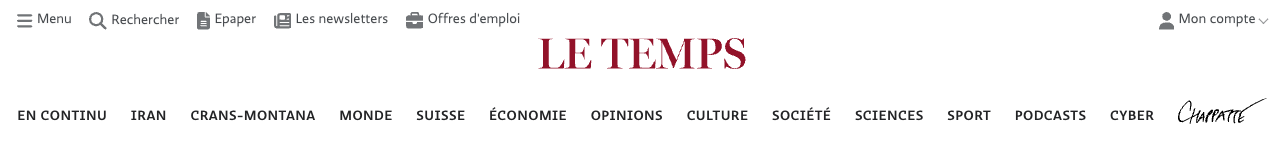 Menu Rechercher Epaper Les newsletters Offres d'emploi Mon compte
LE TEMPS
EN CONTINU IRAN CRANS-MONTANA MONDE SUISSE ÉCONOMIE OPINIONS CULTURE SOCIÉTÉ SCIENCES SPORT PODCASTS CYBER CHAPPATTE